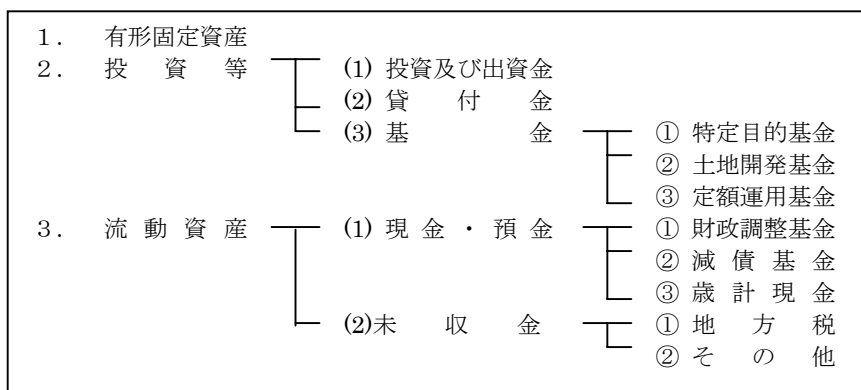 １． 有形固定資産
２． 投資等 (1) 投資及び出資金
(2) 貸付金
(3) 基金 ① 特定目的基金
② 土地開発基金
③ 定額運用基金
３． 流動資産 (1) 現金・預金 ① 財政調整基金
② 減債基金
③ 歳計現金
(2)未収金 ① 地方税
② その他